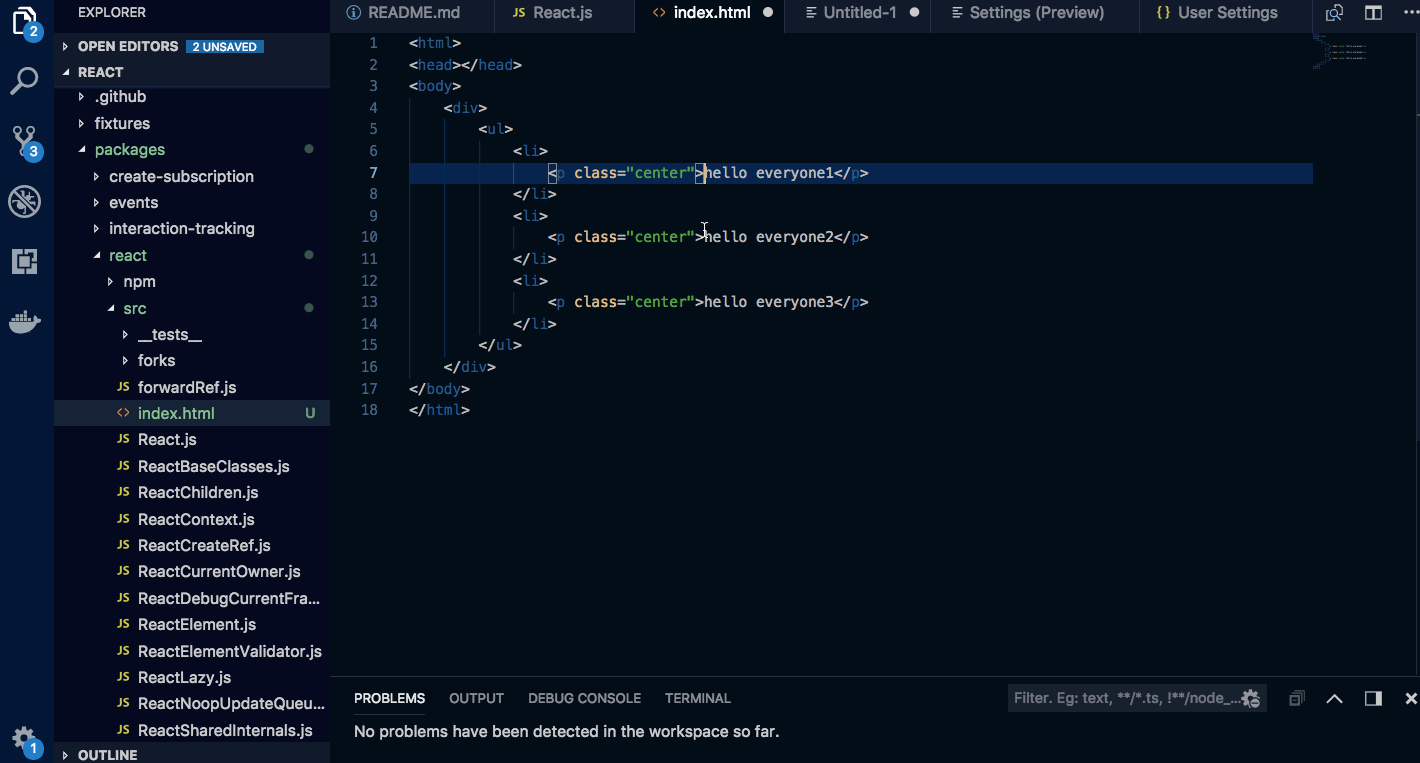 EXPLORER
OPEN EDITORS 2 UNSAVED
REACT
.github
fixtures
packages
create-subscription
events
interaction-tracking
react
npm
src
__tests__
forks
JS forwardRef.js
<> index.html U
JS React.js
JS ReactBaseClasses.js
JS ReactChildren.js
JS ReactContext.js
JS ReactCreateRef.js
JS ReactCurrentOwner.js
JS ReactDebugCurrentFra...
JS ReactElement.js
JS ReactElementValidator.js
JS ReactLazy.js
JS ReactNoopUpdateQueu...
JS ReactSharedInternals.js
OUTLINE
2
3
1
README.md JS React.js <> index.html Untitled-1 Settings (Preview) {} User Settings
1 <html>
2 <head></head>
3 <body>
4 <div>
5 <ul>
6 <li>
7 <p class="center">hello everyone1</p>
8 </li>
9 <li>
10 <p class="center">hello everyone2</p>
11 </li>
12 <li>
13 <p class="center">hello everyone3</p>
14 </li>
15 </ul>
16 </div>
17 </body>
18 </html>
PROBLEMS OUTPUT DEBUG CONSOLE TERMINAL Filter. Eg: text, **/*.ts, !**/node_...
No problems have been detected in the workspace so far.